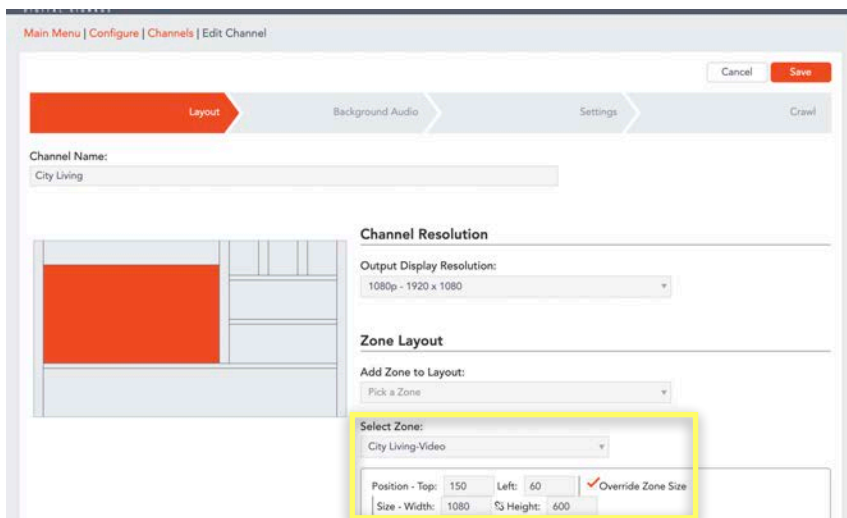 DIGITAL SIGNAGE
Main Menu | Configure | Channels | Edit Channel
Cancel Save
Layout Background Audio Settings Crawl
Channel Name:
City Living
Channel Resolution
Output Display Resolution:
1080p - 1920 x 1080
Zone Layout
Add Zone to Layout:
Pick a Zone
Select Zone:
City Living-Video
Position - Top: 150 Left: 60 Override Zone Size
Size - Width: 1080 Height: 600